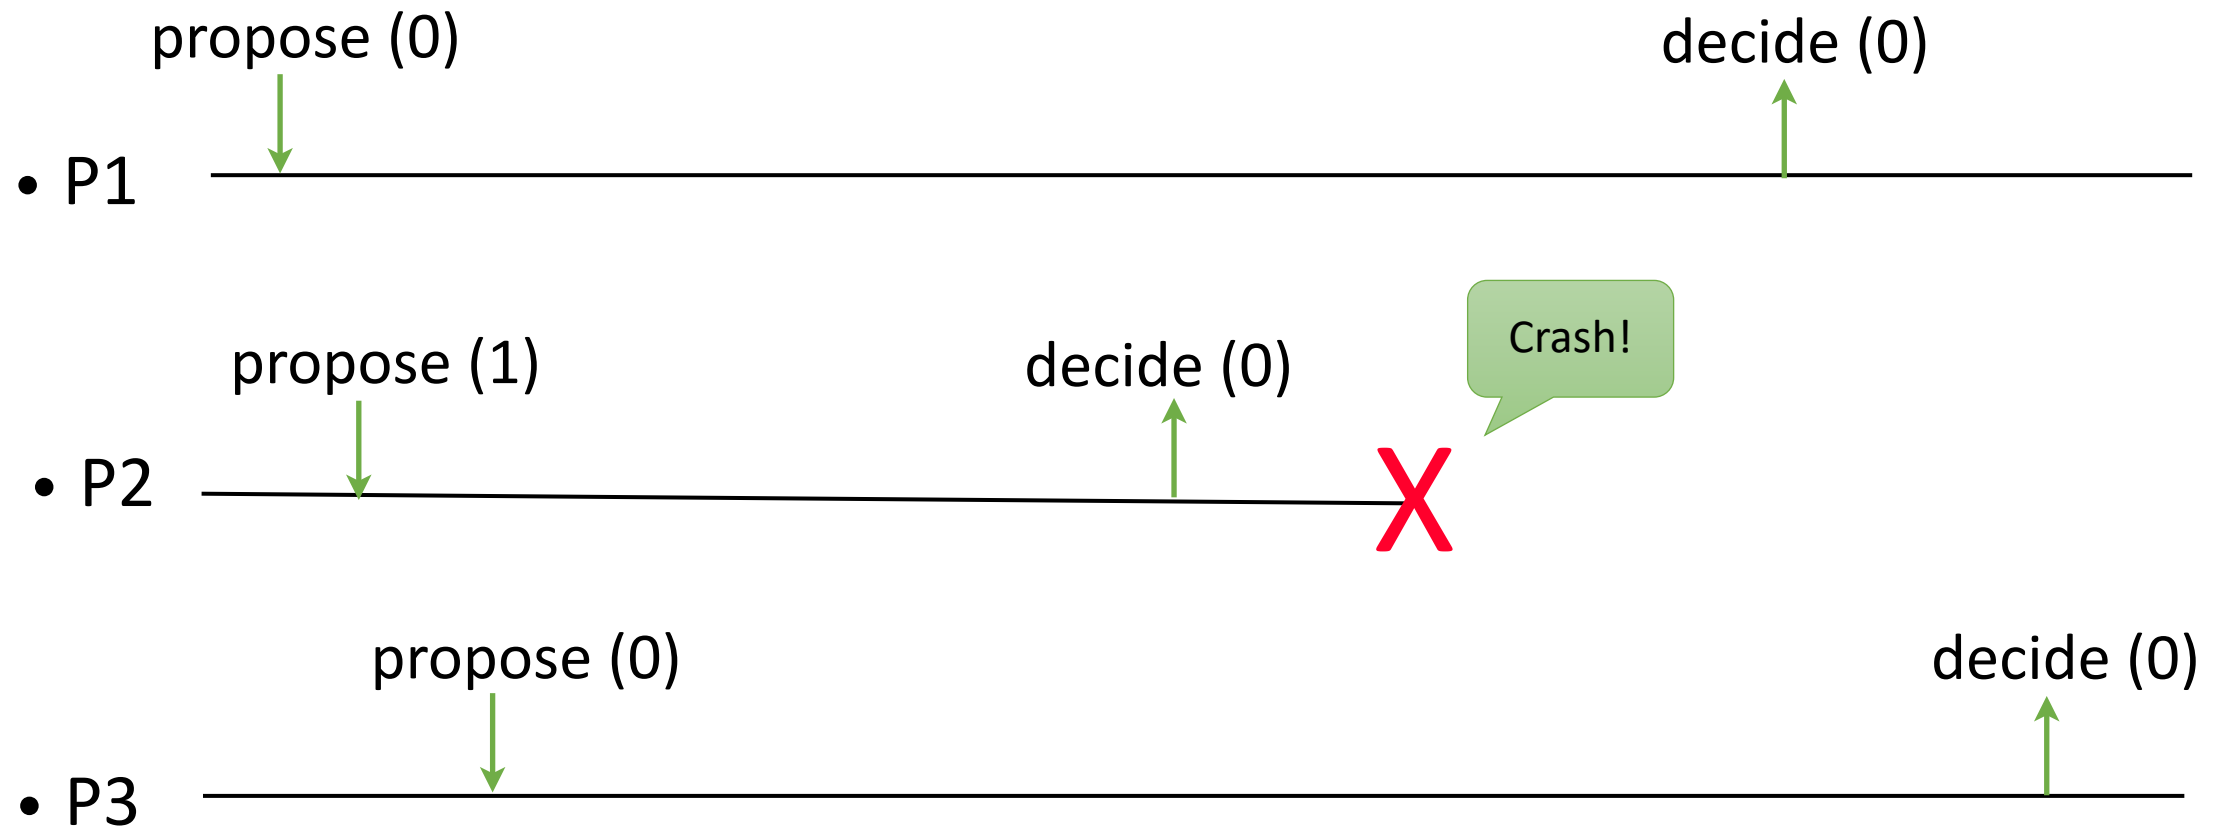 propose (0)
decide (0)
• P1
Crash!
propose (1)
decide (0)
X
• P2
propose (0)
decide (0)
• P3